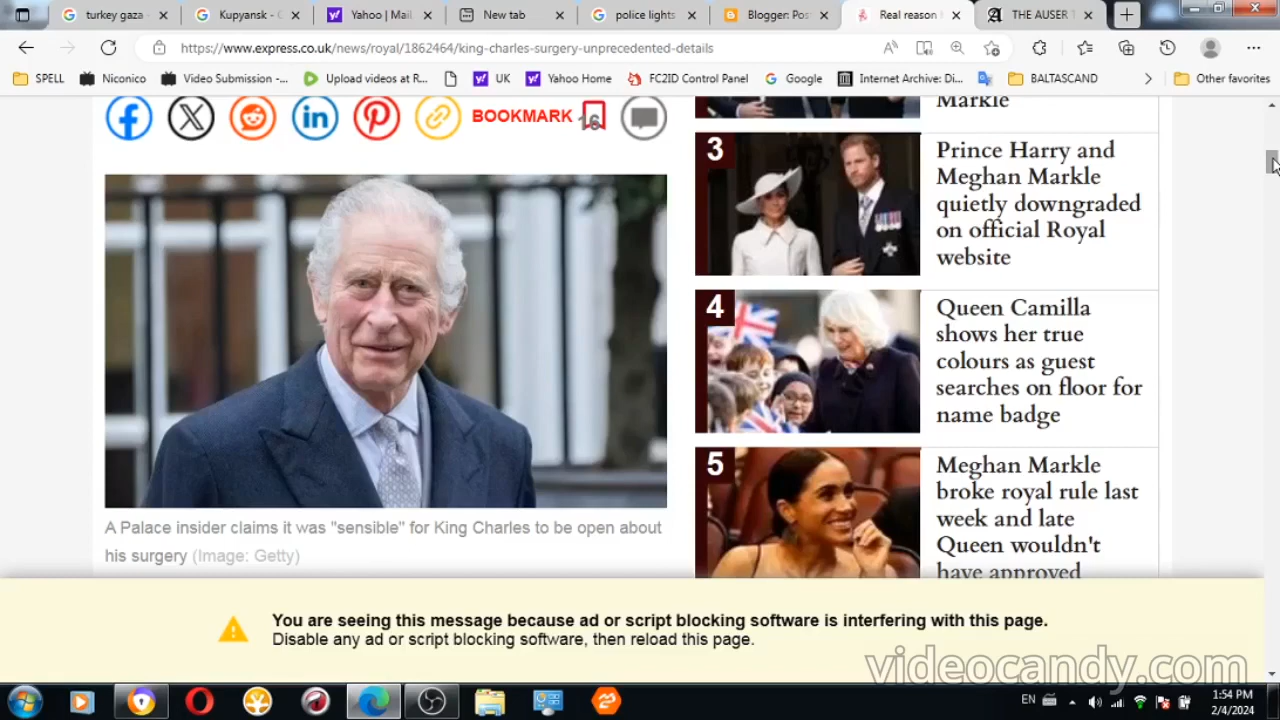 turkey gaza
Kupyansk - G
Yahoo | Mail
New tab
police lights
Blogger: Pos
Real reason
THE AUSER T
https://www.express.co.uk/news/royal/1862464/king-charles-surgery-unprecedented-details
SPELL
Niconico
Video Submission -...
Upload videos at R...
UK
Yahoo Home
FC2ID Control Panel
Google
Internet Archive: Di...
BALTASCAND
Other favorites
BOOKMARK
16
Markle
3
Prince Harry and
Meghan Markle
quietly downgraded
on official Royal
website
4
Queen Camilla
shows her true
colours as guest
searches on floor for
name badge
5
Meghan Markle
broke royal rule last
week and late
Queen wouldn't
have approved
A Palace insider claims it was "sensible" for King Charles to be open about
his surgery (Image: Getty)
You are seeing this message because ad or script blocking software is interfering with this page.
Disable any ad or script blocking software, then reload this page.
videocandy.com
EN
1:54 PM
2/4/2024